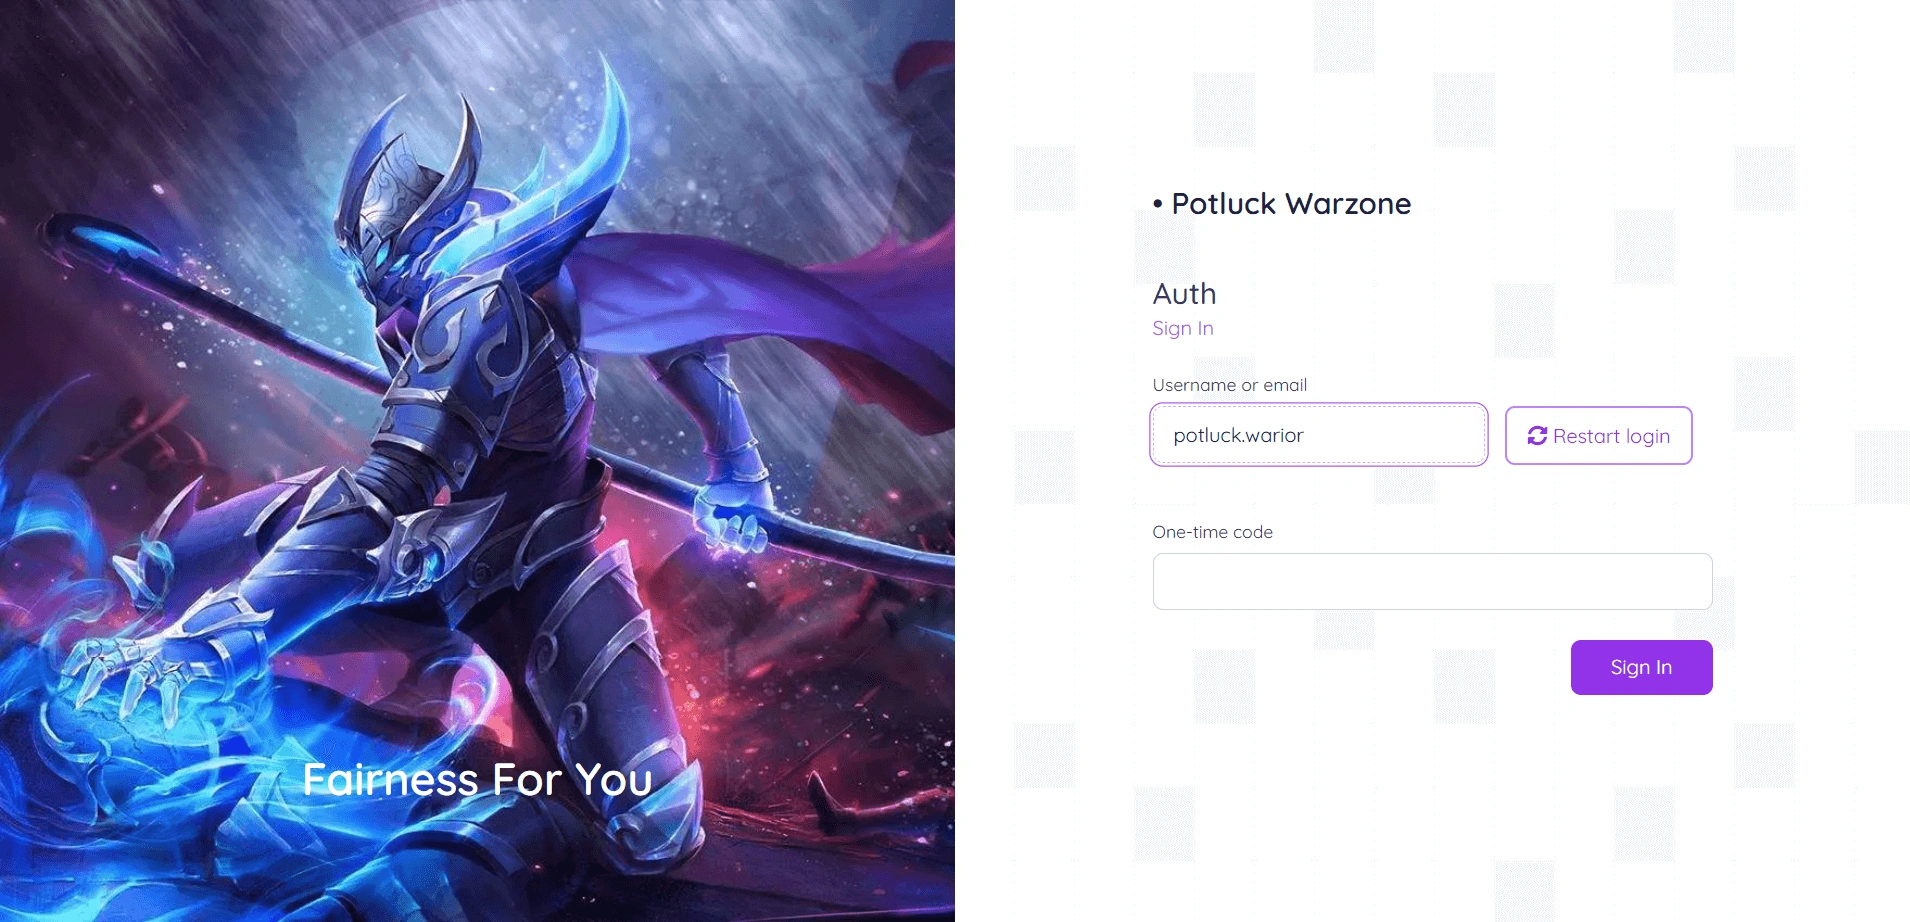 Fairness For You
• Potluck Warzone
Auth
Sign In
Username or email
potluck.warior
Restart login
One-time code
Sign In